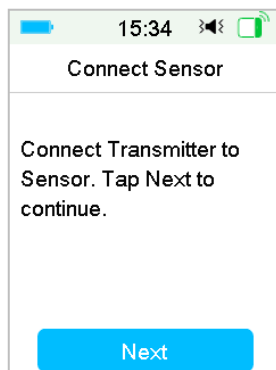 15:34
Connect Sensor
Connect Transmitter to
Sensor. Tap Next to
continue.
Next